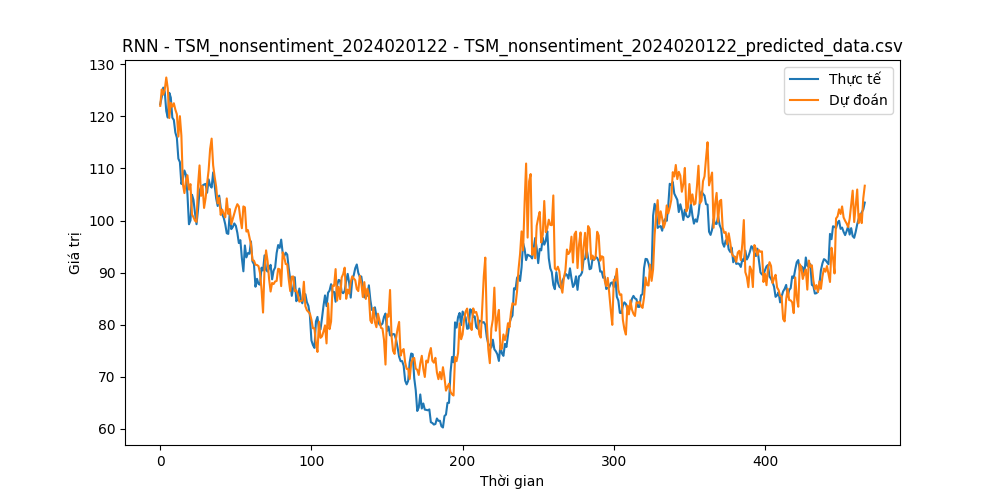 RNN - TSM_nonsentiment_2024020122 - TSM_nonsentiment_2024020122_predicted_data.csv
Thực tế
Dự đoán
Giá trị
130
120
110
100
90
80
70
60
0
100
200
300
400
Thời gian